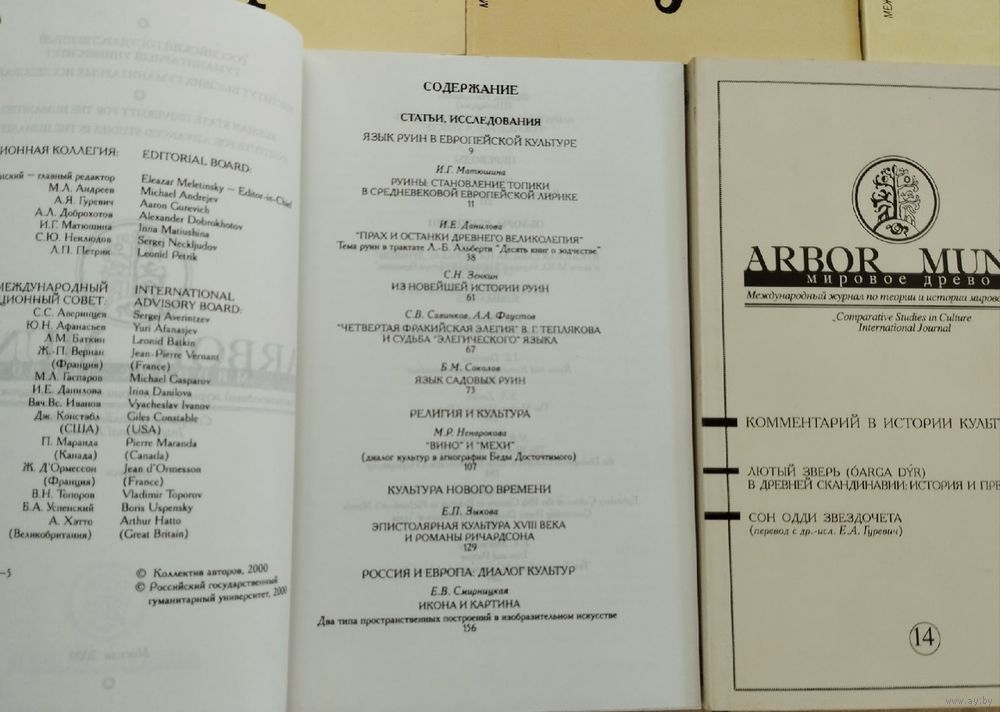 ЦИОННАЯ КОЛЛЕГИЯ:
нский — главный редактор
М.Л. Андреев
А.Я. Гуревич
А.Л. Доброхотов
И.Г. Матюшина
С.Ю. Неклюдов
Л.П. Петрик
EDITORIAL BOARD:
Eleazar Meletinsky — Editor-in-Chief
Michael Andrejev
Aaron Gurevich
Alexander Dobrokhotov
Inna Matiushina
Sergej Neckljudov
Leonid Petrik
МЕЖДУНАРОДНЫЙ
ЦИОННЫЙ СОВЕТ:
С.С. Аверинцев
Ю.Н. Афанасьев
Л.М. Баткин
Ж.-П. Вернан
(Франция)
М.Л. Гаспаров
И.Е. Данилова
Вяч.Вс. Иванов
Дж. Констэбл
(США)
П. Маранда
(Канада)
Ж. Д'Ормессон
(Франция)
В.Н. Топоров
Б.А. Успенский
А. Хэтто
(Великобритания)
INTERNATIONAL
ADVISORY BOARD:
Sergej Averintzev
Yuri Afanasjev
Leonid Batkin
Jean-Pierre Vernant
(France)
Michael Gasparov
Irina Danilova
Vyacheslav Ivanov
Giles Constable
(USA)
Pierre Maranda
(Canada)
Jean d'Ormesson
(France)
Vladimir Toporov
Boris Uspensky
Arthur Hatto
(Great Britain)
–5
© Коллектив авторов, 2000
© Российский государственный
гуманитарный университет, 2000
СОДЕРЖАНИЕ
СТАТЬИ, ИССЛЕДОВАНИЯ
ЯЗЫК РУИН В ЕВРОПЕЙСКОЙ КУЛЬТУРЕ
9
И.Г. Матюшина
РУИНЫ: СТАНОВЛЕНИЕ ТОПИКИ
В СРЕДНЕВЕКОВОЙ ЕВРОПЕЙСКОЙ ЛИРИКЕ
11
И.Е. Данилова
"ПРАХ И ОСТАНКИ ДРЕВНЕГО ВЕЛИКОЛЕПИЯ"
Тема руин в трактате Л.-Б. Альберти "Десять книг о зодчестве"
38
С.Н. Зенкин
ИЗ НОВЕЙШЕЙ ИСТОРИИ РУИН
61
С.В. Савинков, А.А. Фаустов
"ЧЕТВЕРТАЯ ФРАКИЙСКАЯ ЭЛЕГИЯ" В. Г. ТЕПЛЯКОВА
И СУДЬБА "ЭЛЕГИЧЕСКОГО" ЯЗЫКА
67
Б.М. Соколов
ЯЗЫК САДОВЫХ РУИН
73
РЕЛИГИЯ И КУЛЬТУРА
М.Р. Ненарокова
"ВИНО" И "МЕХИ"
(диалог культур в агиографии Беды Досточтимого)
107
КУЛЬТУРА НОВОГО ВРЕМЕНИ
Е.П. Зыкова
ЭПИСТОЛЯРНАЯ КУЛЬТУРА XVIII ВЕКА
И РОМАНЫ РИЧАРДСОНА
129
РОССИЯ И ЕВРОПА: ДИАЛОГ КУЛЬТУР
Е.В. Смирницкая
ИКОНА И КАРТИНА
Два типа пространственных построений в изобразительном искусстве
156
ARBOR MUN
мировое древо
Международный журнал по теории и истории мирово
„Comparative Studies in Culture
International Journal
КОММЕНТАРИЙ В ИСТОРИИ КУЛЬТ
ЛЮТЫЙ ЗВЕРЬ (ÓARGA DÝR)
В ДРЕВНЕЙ СКАНДИНАВИИ: ИСТОРИЯ И ПРЕ
СОН ОДДИ ЗВЕЗДОЧЕТА
(перевод с др.-исл. Е.А. Гуревич)
14
www.ay.by